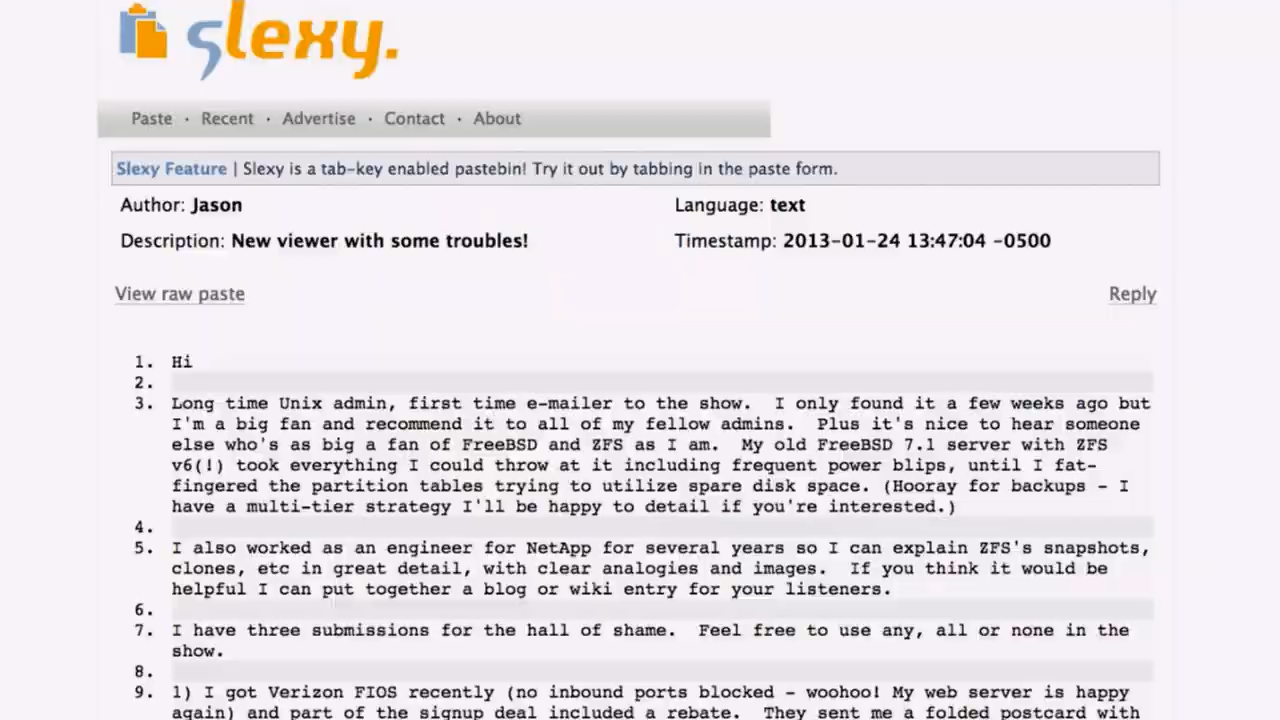 slexy.
Paste · Recent · Advertise · Contact · About
Slexy Feature | Slexy is a tab-key enabled pastebin! Try it out by tabbing in the paste form.
Author: Jason
Language: text
Description: New viewer with some troubles!
Timestamp: 2013-01-24 13:47:04 -0500
View raw paste
Reply
1. Hi
2.
3. Long time Unix admin, first time e-mailer to the show. I only found it a few weeks ago but
I'm a big fan and recommend it to all of my fellow admins. Plus it's nice to hear someone
else who's as big a fan of FreeBSD and ZFS as I am. My old FreeBSD 7.1 server with ZFS
v6(!) took everything I could throw at it including frequent power blips, until I fat-
fingered the partition tables trying to utilize spare disk space. (Hooray for backups - I
have a multi-tier strategy I'll be happy to detail if you're interested.)
4.
5. I also worked as an engineer for NetApp for several years so I can explain ZFS's snapshots,
clones, etc in great detail, with clear analogies and images. If you think it would be
helpful I can put together a blog or wiki entry for your listeners.
6.
7. I have three submissions for the hall of shame. Feel free to use any, all or none in the
show.
8.
9. 1) I got Verizon FIOS recently (no inbound ports blocked - woohoo! My web server is happy
again) and part of the signup deal included a rebate. They sent me a folded postcard with